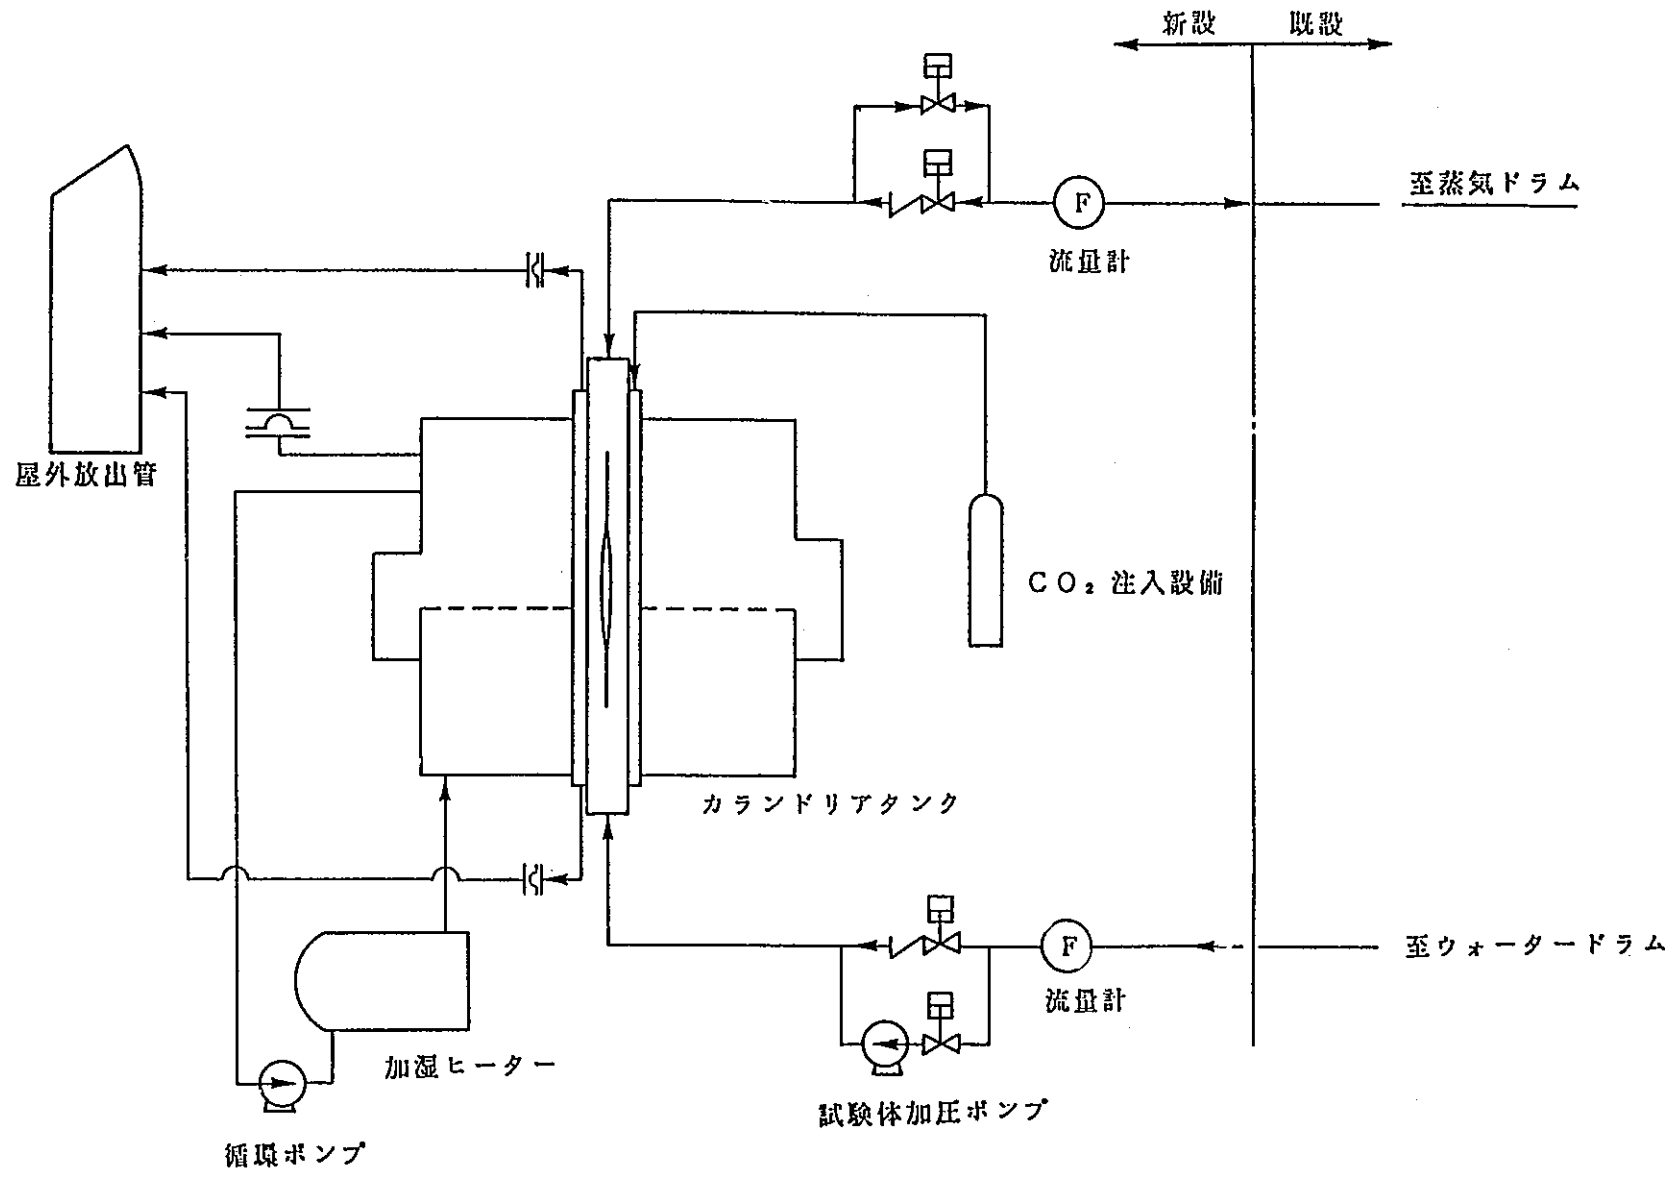 新設
既設
至蒸気ドラム
F
流量計
屋外放出管
CO₂ 注入設備
カランドリアタンク
F
至ウォータードラム
流量計
加湿ヒーター
試験体加圧ポンプ
循環ポンプ